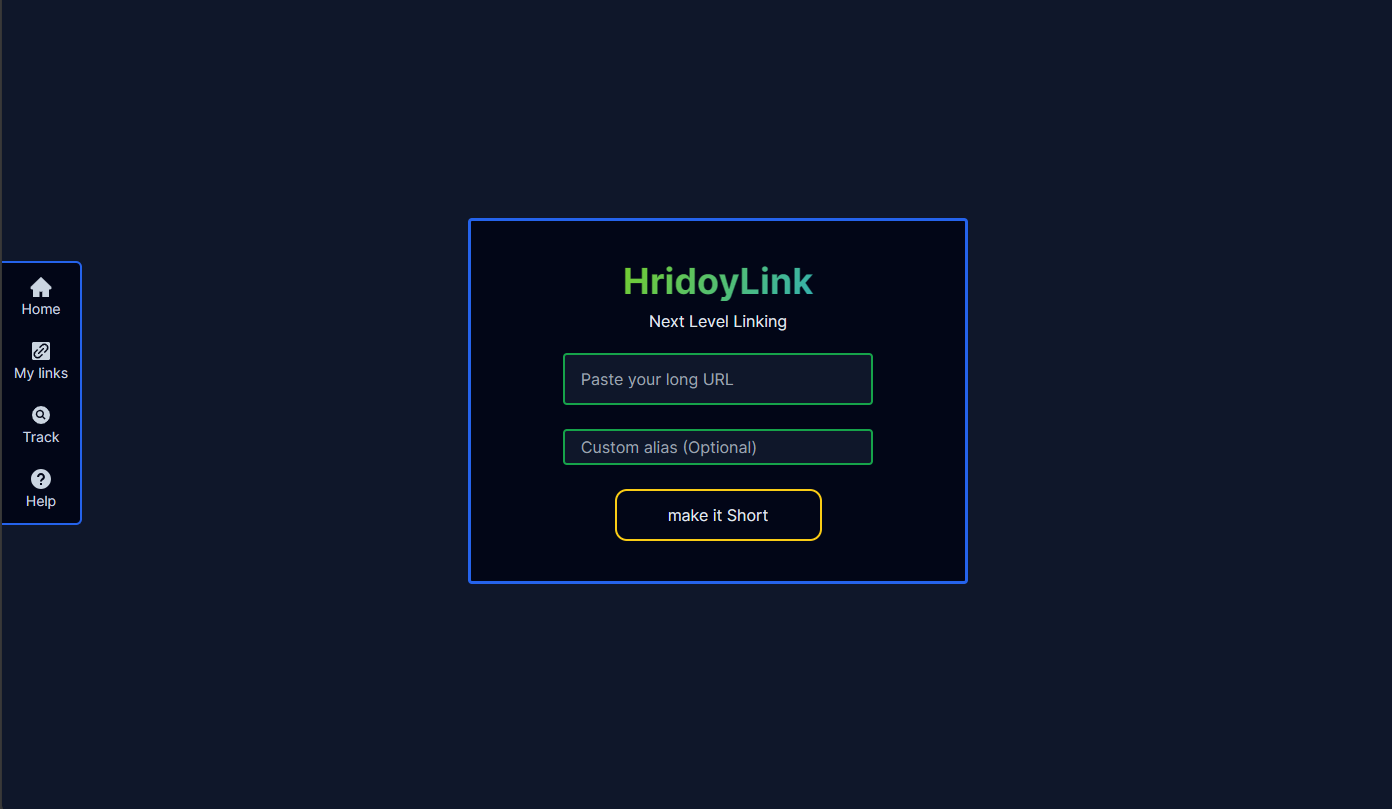 Home
My links
Track
Help
HridoyLink
Next Level Linking
Paste your long URL
Custom alias (Optional)
make it Short